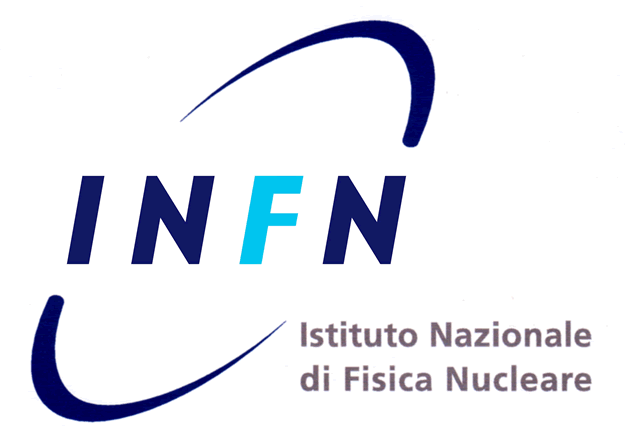 INFN
Istituto Nazionale
di Fisica Nucleare